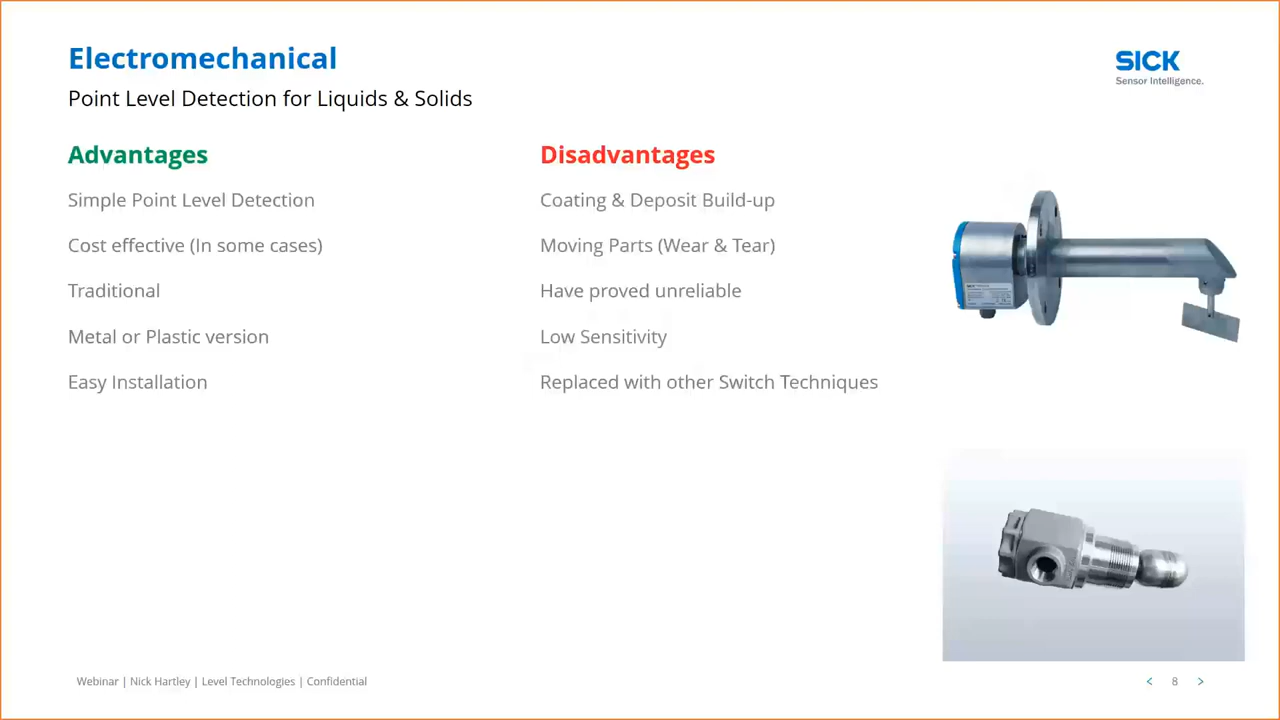 Electromechanical
Point Level Detection for Liquids & Solids
SICK
Sensor Intelligence.
Advantages
Simple Point Level Detection
Cost effective (In some cases)
Traditional
Metal or Plastic version
Easy Installation
Disadvantages
Coating & Deposit Build-up
Moving Parts (Wear & Tear)
Have proved unreliable
Low Sensitivity
Replaced with other Switch Techniques
SICK
Webinar | Nick Hartley | Level Technologies | Confidential
< 8 >